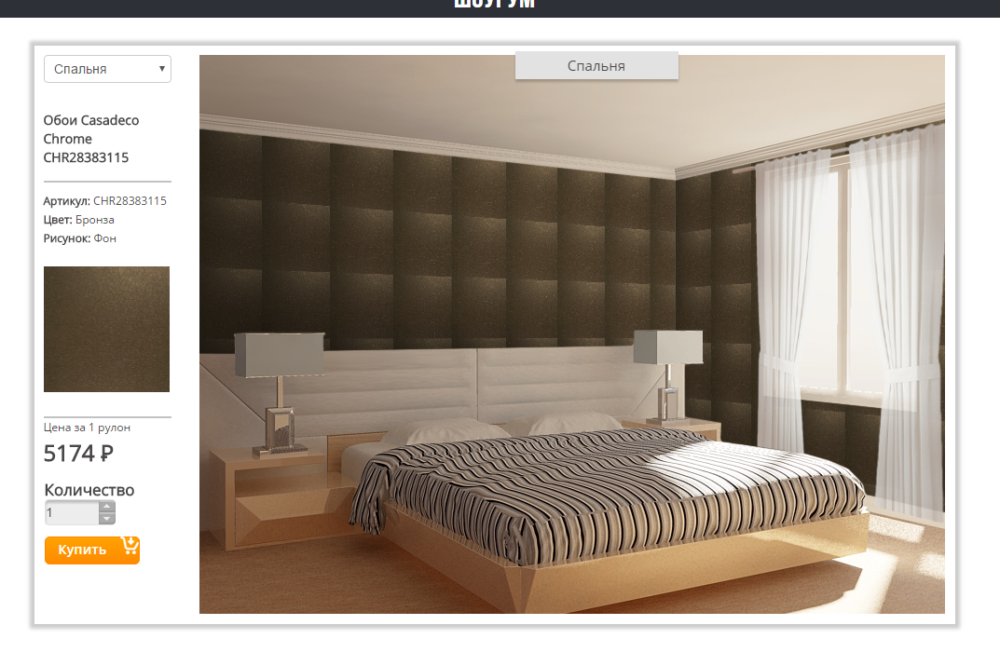 ШОУРУМ
Спальня
Спальня
Обои Casadeco
Chrome
CHR28383115
Артикул: CHR28383115
Цвет: Бронза
Рисунок: Фон
Цена за 1 рулон
5174 ₽
Количество
1
Купить